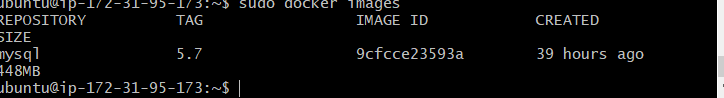 ubuntu@ip-172-31-95-173:~$ sudo docker images
REPOSITORY TAG IMAGE ID CREATED
SIZE
mysql 5.7 9cfcce23593a 39 hours ago
448MB
ubuntu@ip-172-31-95-173:~$